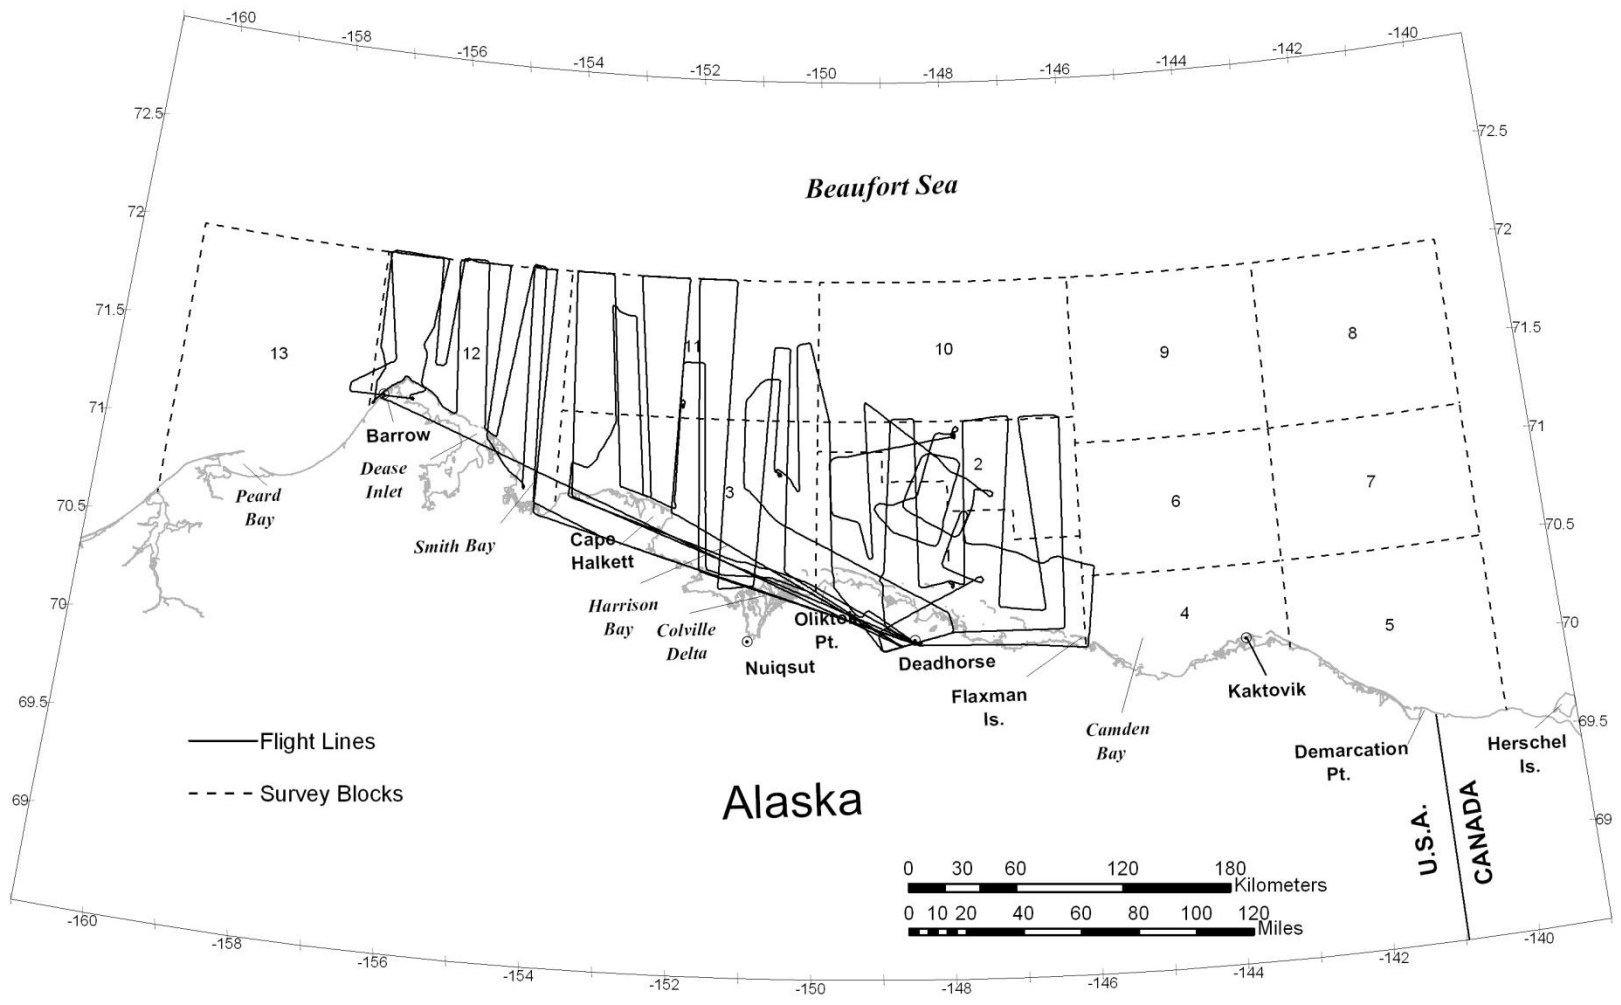 -160
-158
-156
-154
-152
-150
-148
-146
-144
-142
-140
72.5
72.5
Beaufort Sea
72
72
71.5
71.5
13
12
11
10
9
8
71
71
Barrow
Dease
Inlet
2
3
6
7
Peard
Bay
70.5
70.5
Smith Bay
Cape
Halkett
Harrison
Bay
Colville
Delta
Oliktok
Pt.
70
70
4
5
Nuiqsut
Deadhorse
Flaxman
Is.
Kaktovik
Camden
Bay
69.5
69.5
Demarcation
Pt.
Herschel
Is.
Flight Lines
Survey Blocks
Alaska
69
69
U.S.A.
CANADA
0 30 60 120 180
Kilometers
0 10 20 40 60 80 100 120
Miles
-160
-158
-156
-154
-152
-150
-148
-146
-144
-142
-140